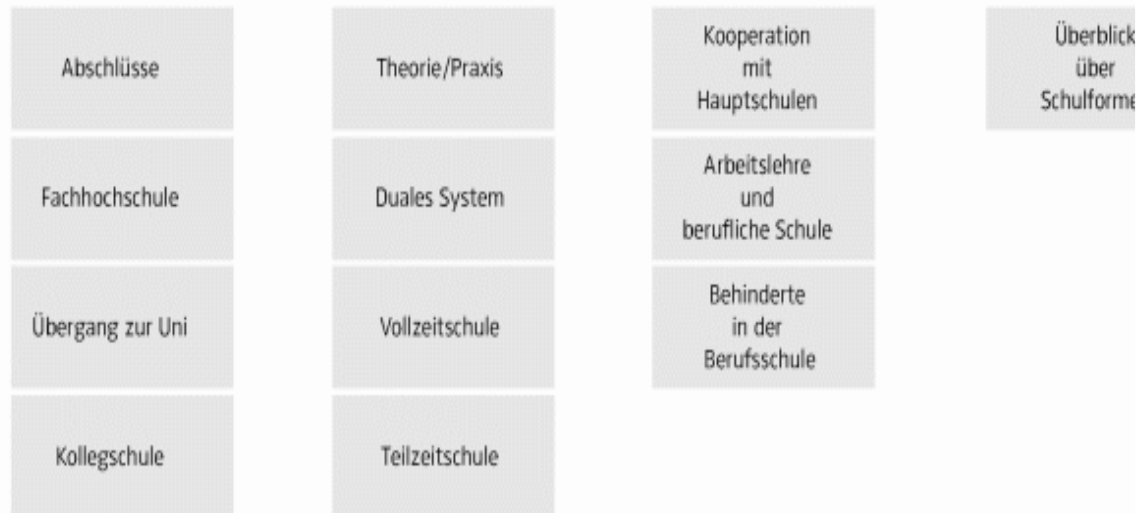 Abschlüsse
Fachhochschule
Übergang zur Uni
Kollegschule
Theorie/Praxis
Duales System
Vollzeitschule
Teilzeitschule
Kooperation
mit
Hauptschulen
Arbeitslehre
und
berufliche Schule
Behinderte
in der
Berufsschule
Überblick
über